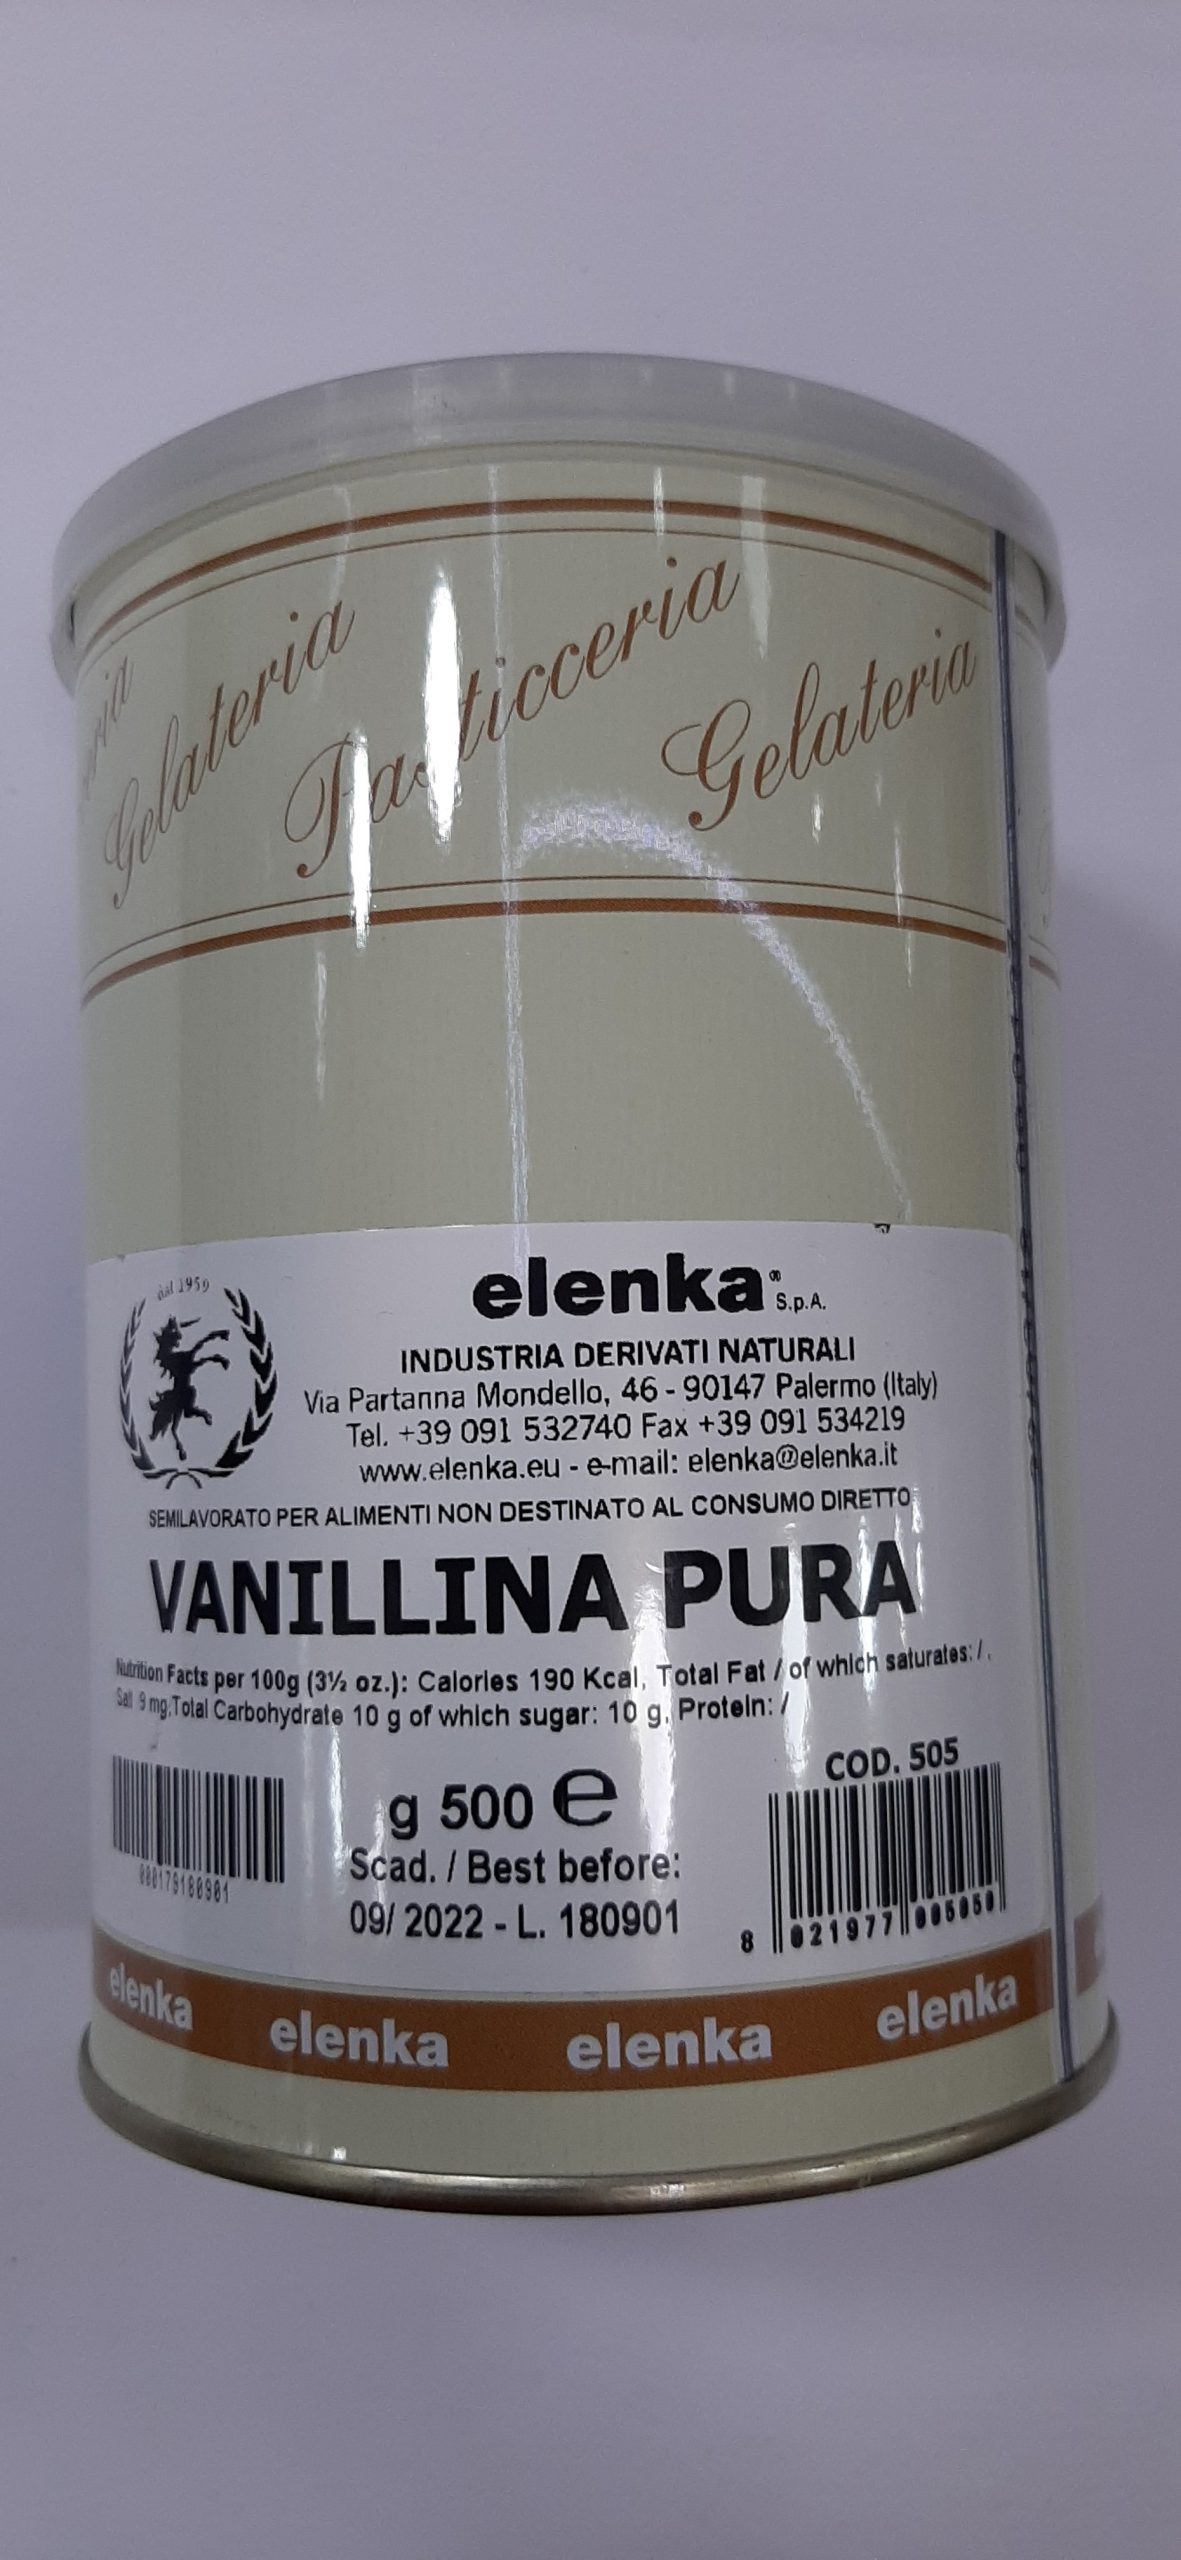 Gelateria
Pasticceria
Gelateria
dal 1959
elenka®
S.p.A.
INDUSTRIA DERIVATI NATURALI
Via Partanna Mondello, 46 - 90147 Palermo (Italy)
Tel. +39 091 532740 Fax +39 091 534219
www.elenka.eu - e-mail: elenka@elenka.it
SEMILAVORATO PER ALIMENTI NON DESTINATO AL CONSUMO DIRETTO
VANILLINA PURA
Nutrition Facts per 100g (3½ oz.): Calories 190 Kcal, Total Fat / of which saturates: /.
Salt 9 mg.Total Carbohydrate 10 g of which sugar: 10 g. Protein: /
COD. 505
g 500 e
Scad. / Best before:
09/ 2022 - L. 180901
000179180901
8 021977 005050
elenka elenka elenka elenka